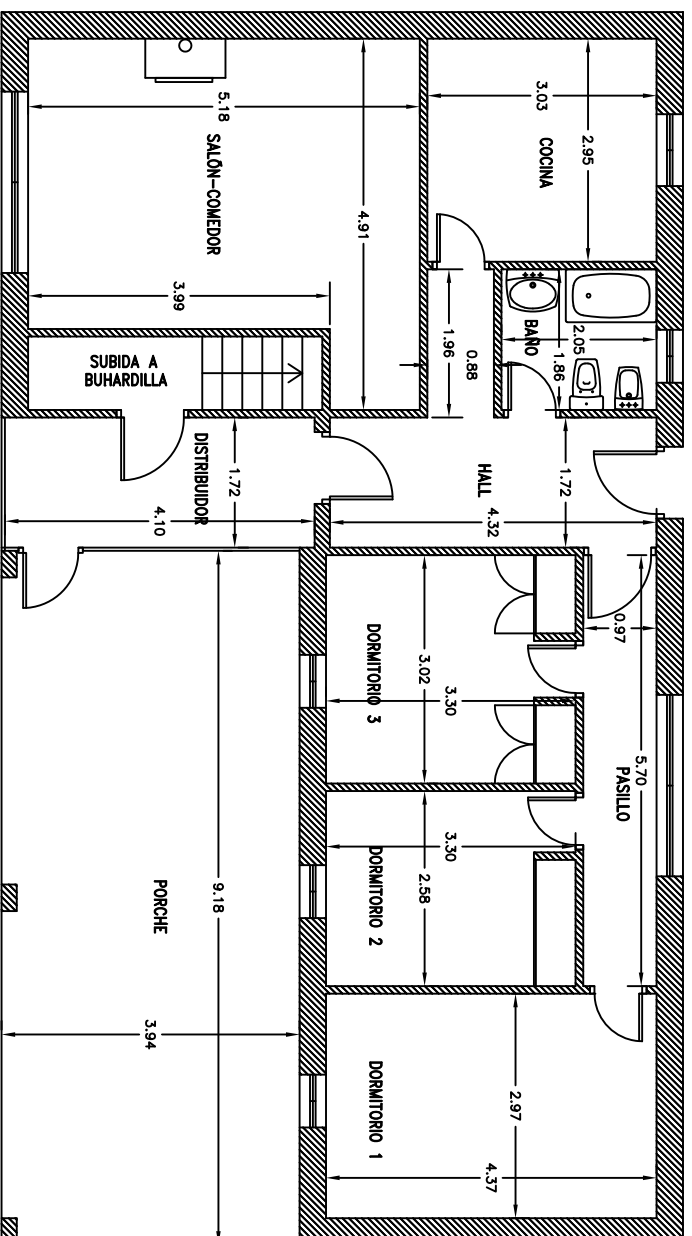 3.03
2.95
COCINA
5.18
SALÓN-COMEDOR
4.91
3.99
1.96
0.88
BAÑO
2.05
1.86
SUBIDA A
BUHARDILLA
DISTRIBUIDOR
1.72
4.10
HALL
1.72
4.32
0.97
DORMITORIO 3
3.02
3.30
5.70
PASILLO
DORMITORIO 2
3.30
2.58
PORCHE
9.18
3.94
DORMITORIO 1
2.97
4.37